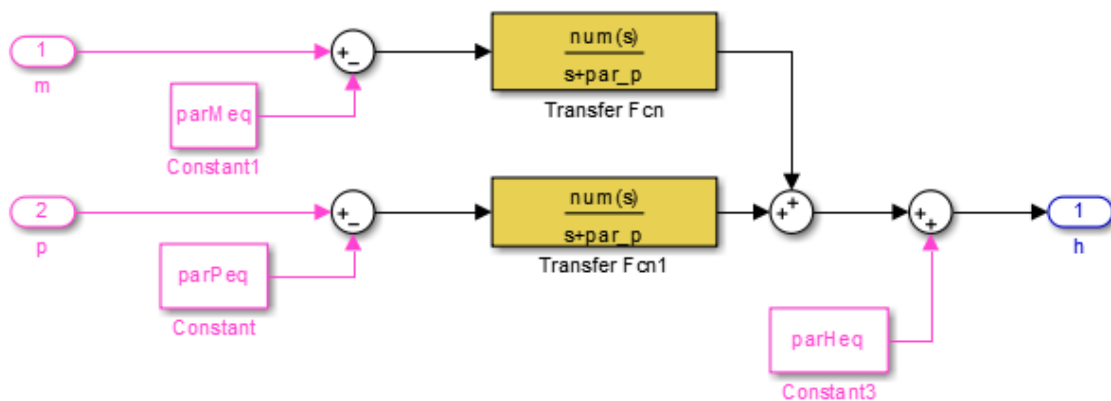 1
m
+
−
parMeq
Constant1
num(s)
s+par_p
Transfer Fcn
2
p
+
−
parPeq
Constant
num(s)
s+par_p
Transfer Fcn1
+
+
+
+
parHeq
Constant3
1
h